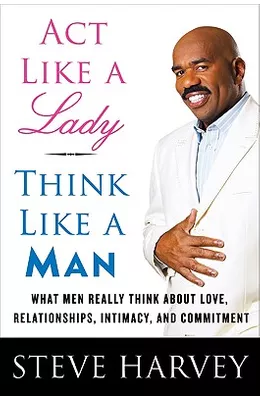 ACT
LIKE A
Lady
THINK
LIKE A
MAN
WHAT MEN REALLY THINK ABOUT LOVE,
RELATIONSHIPS, INTIMACY, AND COMMITMENT
STEVE HARVEY